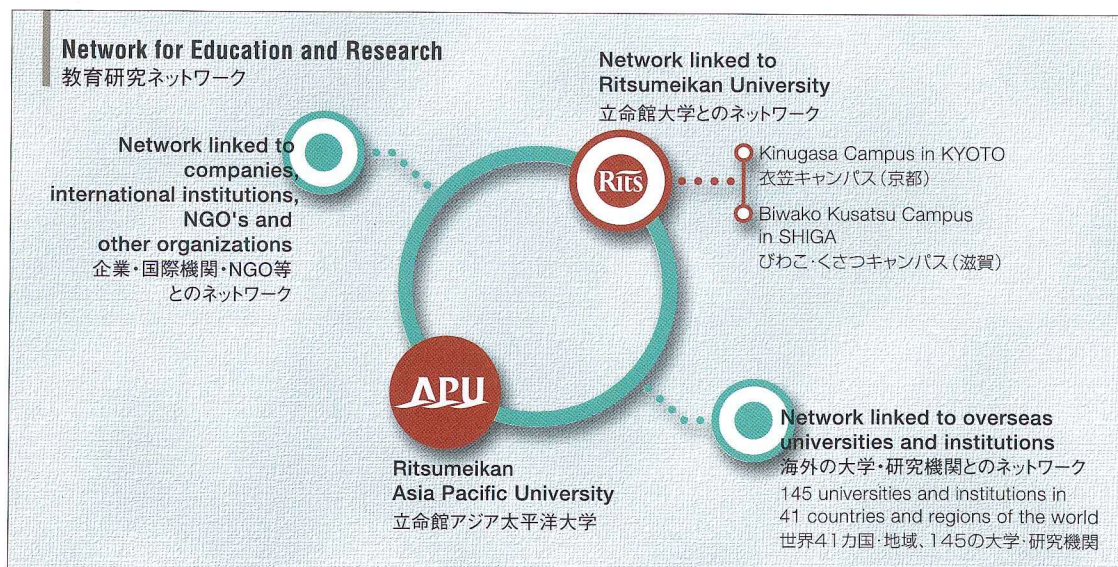 Network for Education and Research
教育研究ネットワーク
Network linked to
companies,
international institutions,
NGO's and
other organizations
企業・国際機関・NGO等
とのネットワーク
Network linked to
Ritsumeikan University
立命館大学とのネットワーク
RITS
Kinugasa Campus in KYOTO
衣笠キャンパス（京都）
Biwako Kusatsu Campus
in SHIGA
びわこ・くさつキャンパス（滋賀）
APU
Ritsumeikan
Asia Pacific University
立命館アジア太平洋大学
Network linked to overseas
universities and institutions
海外の大学・研究機関とのネットワーク
145 universities and institutions in
41 countries and regions of the world
世界41カ国・地域、145の大学・研究機関